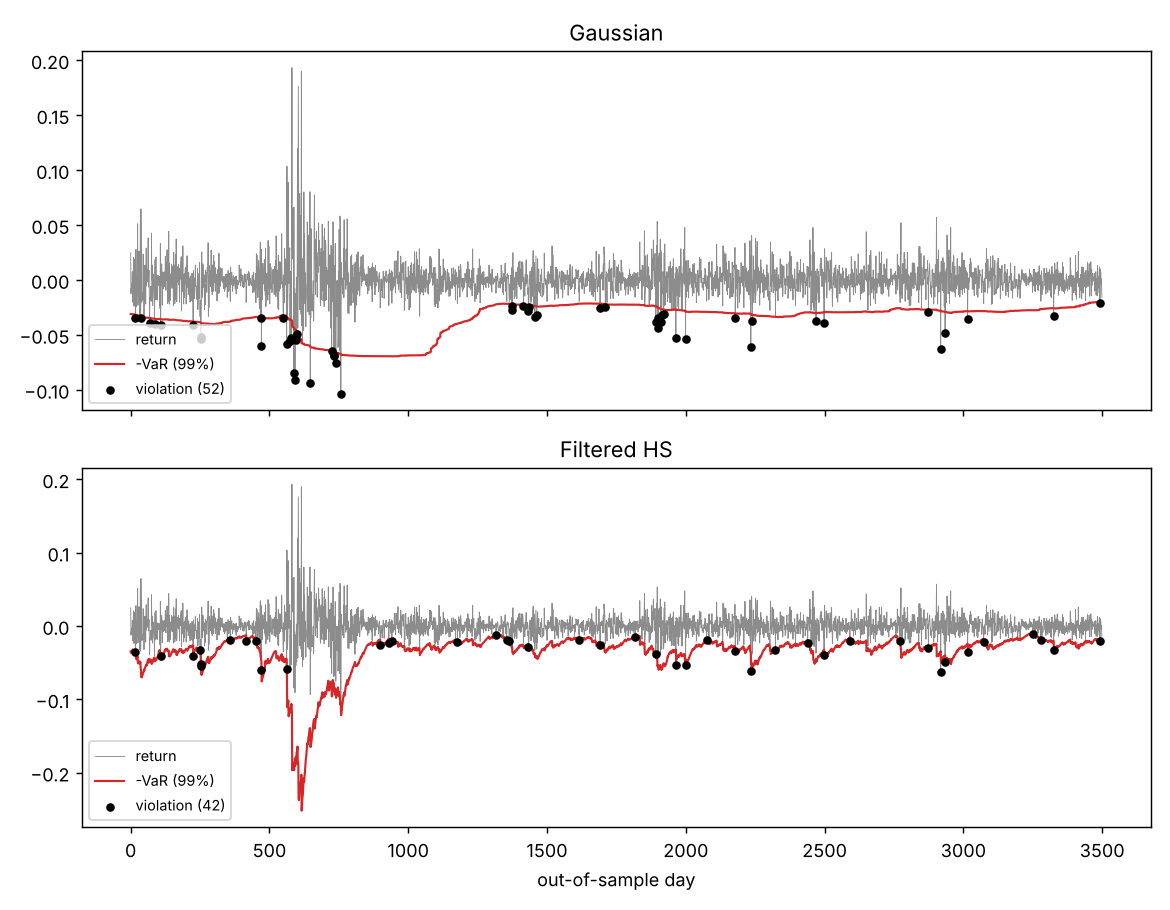 Gaussian
0.20
0.15
0.10
0.05
0.00
−0.05
−0.10
return
-VaR (99%)
violation (52)
Filtered HS
0.2
0.1
0.0
−0.1
−0.2
return
-VaR (99%)
violation (42)
0 500 1000 1500 2000 2500 3000 3500
out-of-sample day